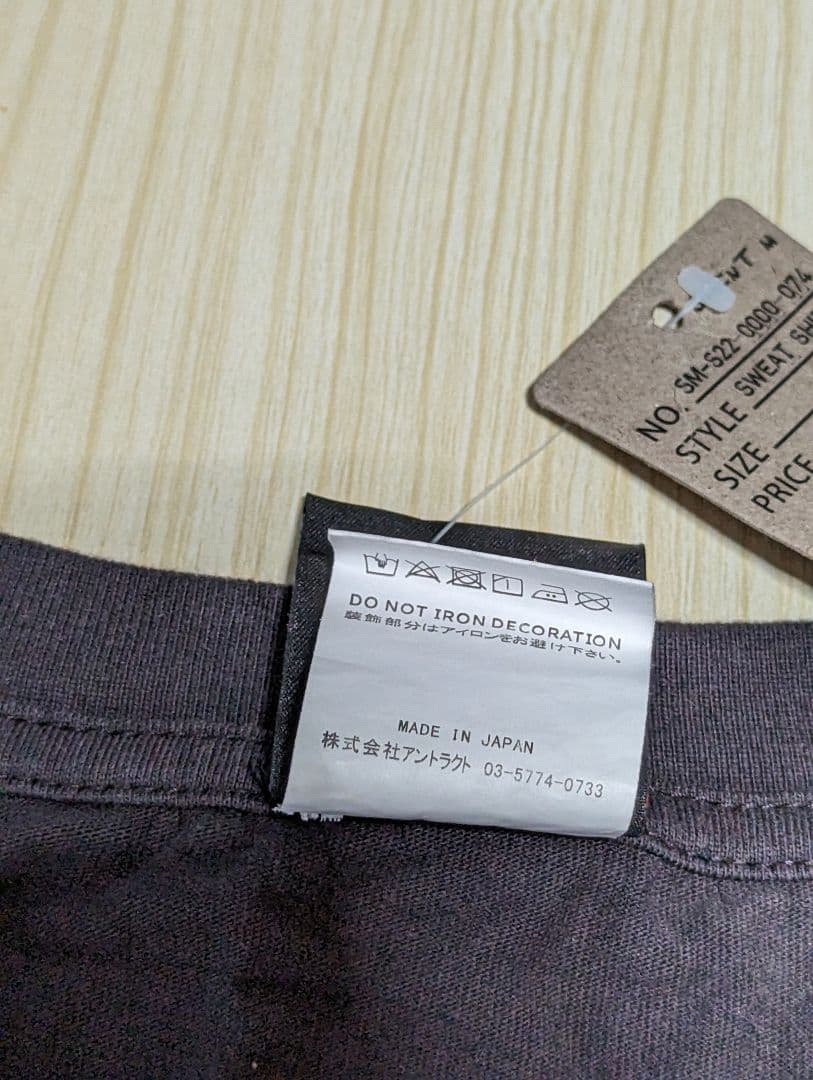 NO. SM-S22-0000-074
STYLE SWEAT
SIZE
PRICE
DO NOT IRON DECORATION
装飾部分はアイロンをお避け下さい。
MADE IN JAPAN
株式会社アントラクト 03-5774-0733